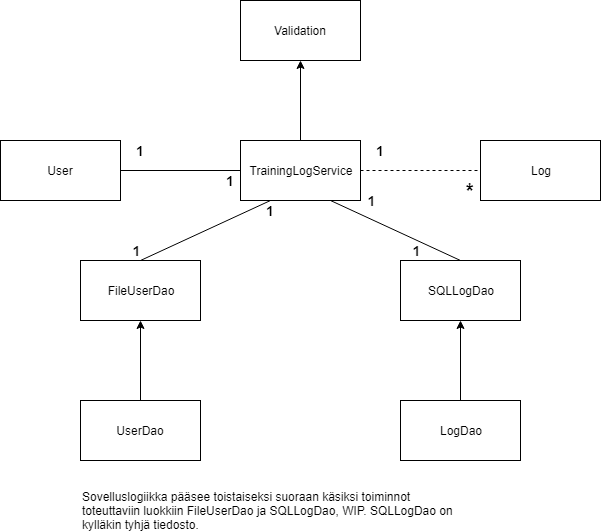 Validation
1
1
User
TrainingLogService
Log
1
*
1
1
1
1
FileUserDao
SQLLogDao
UserDao
LogDao
Sovelluslogiikka pääsee toistaiseksi suoraan käsiksi toiminnot
toteuttaviin luokkiin FileUserDao ja SQLLogDao, WIP. SQLLogDao on
kylläkin tyhjä tiedosto.